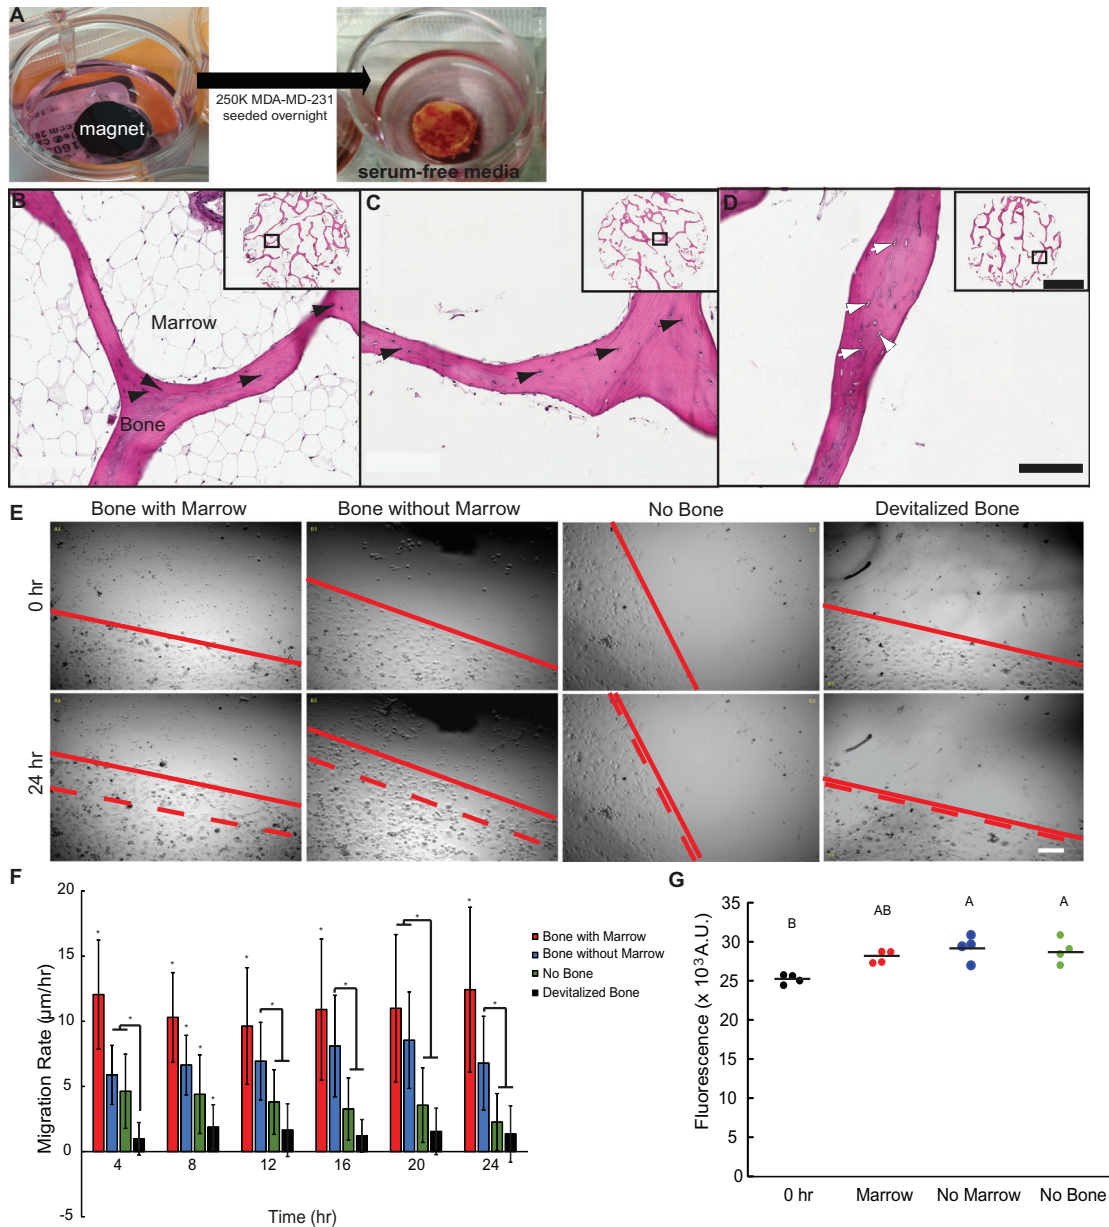 A
magnet
250K MDA-MD-231
seeded overnight
serum-free media
B
Marrow
Bone
C
D
E
Bone with Marrow
Bone without Marrow
No Bone
Devitalized Bone
0 hr
24 hr
F
Migration Rate (µm/hr)
20
15
10
5
0
-5
4
8
12
16
20
24
Time (hr)
* * * * * * * * * * * * * *
Bone with Marrow
Bone without Marrow
No Bone
Devitalized Bone
G
Fluorescence (x 10³ A.U.)
35
30
25
20
15
10
5
0
B
AB
A
A
0 hr
Marrow
No Marrow
No Bone